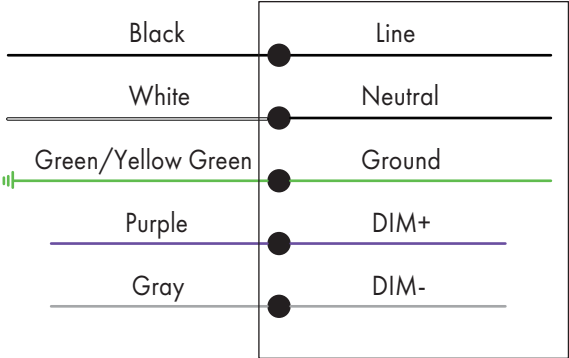 Black Line
White Neutral
Green/Yellow Green Ground
Purple DIM+
Gray DIM-